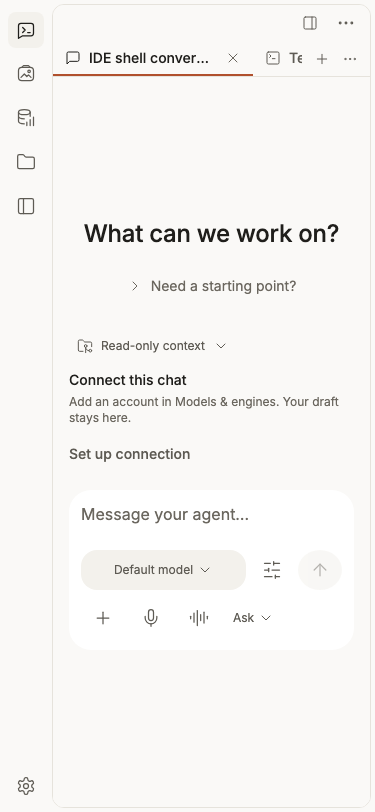 IDE shell conver...
Te
What can we work on?
Need a starting point?
Read-only context
Connect this chat
Add an account in Models & engines. Your draft
stays here.
Set up connection
Message your agent...
Default model
Ask